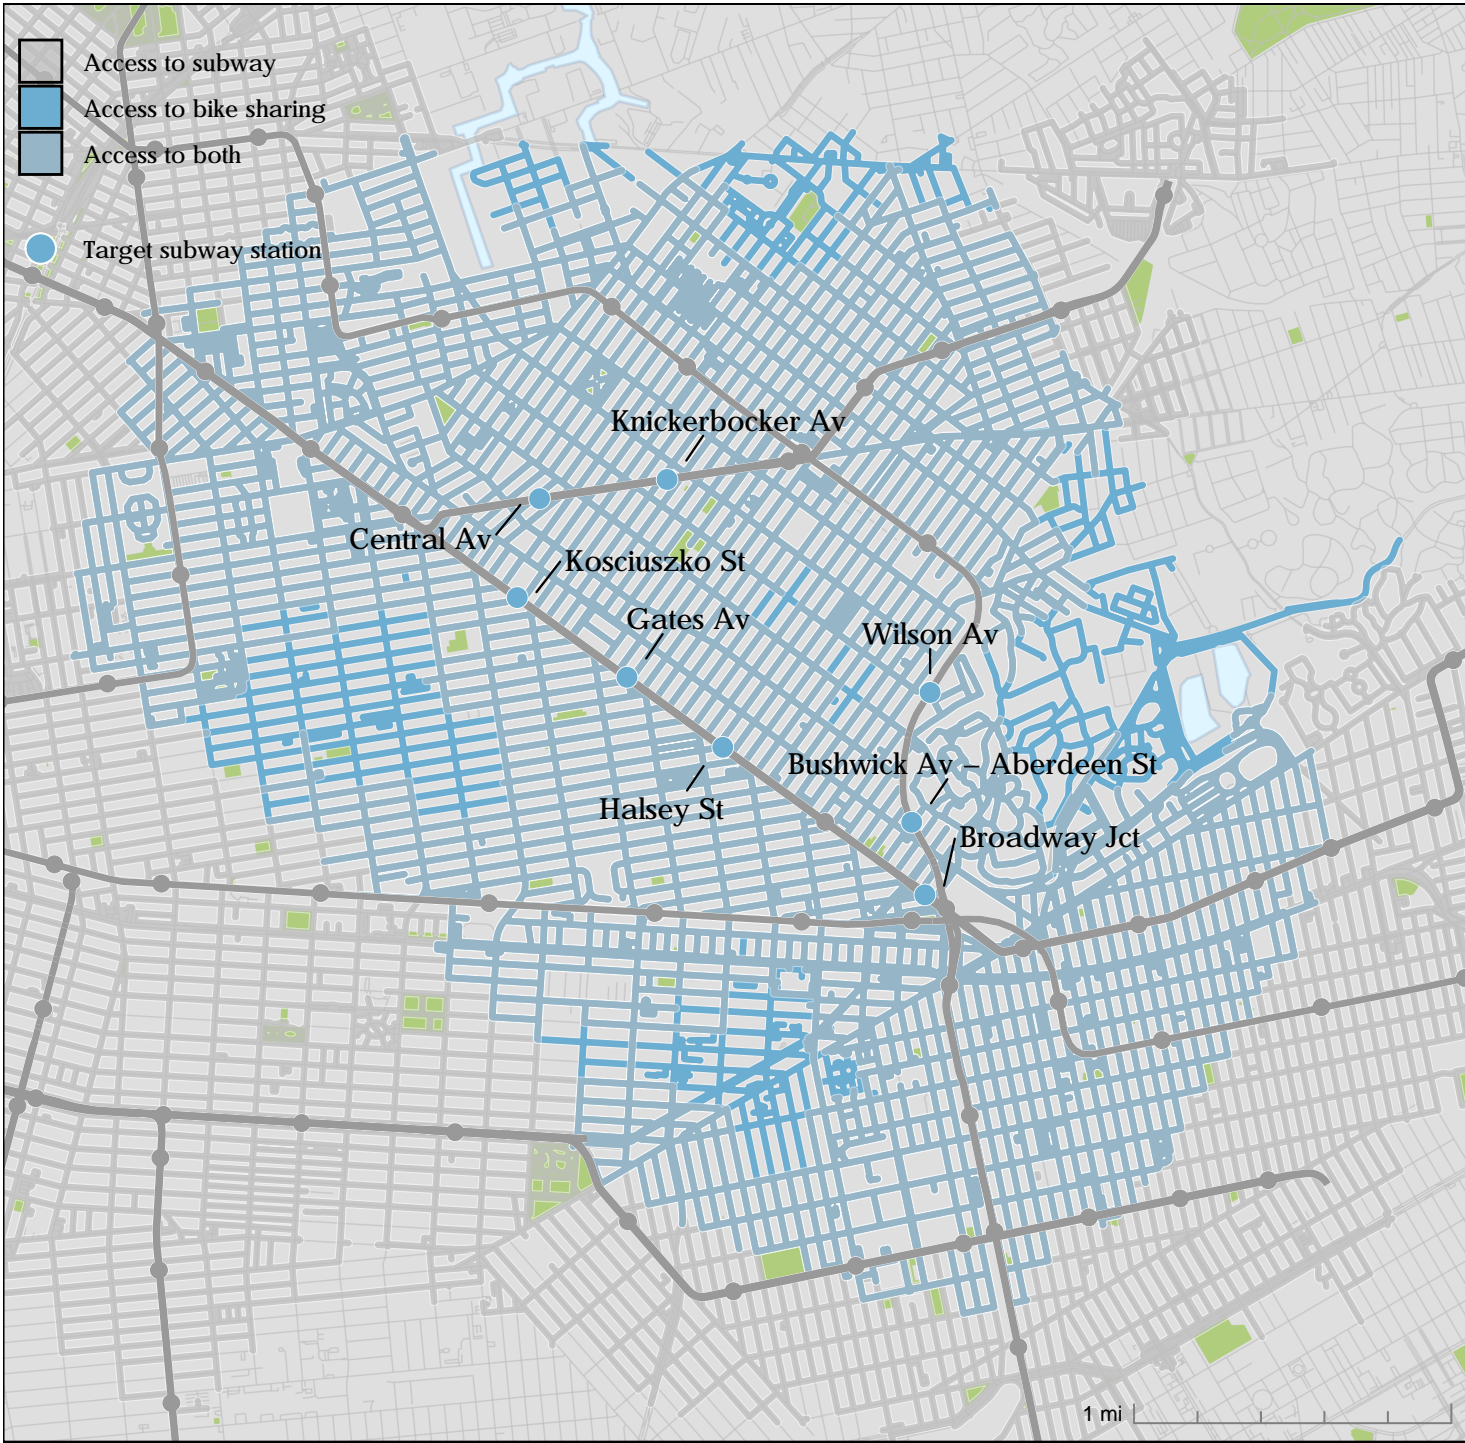 Access to subway
Access to bike sharing
Access to both
Target subway station
Knickerbocker Av
Central Av
Kosciuszko St
Gates Av
Wilson Av
Bushwick Av – Aberdeen St
Halsey St
Broadway Jct
1 mi